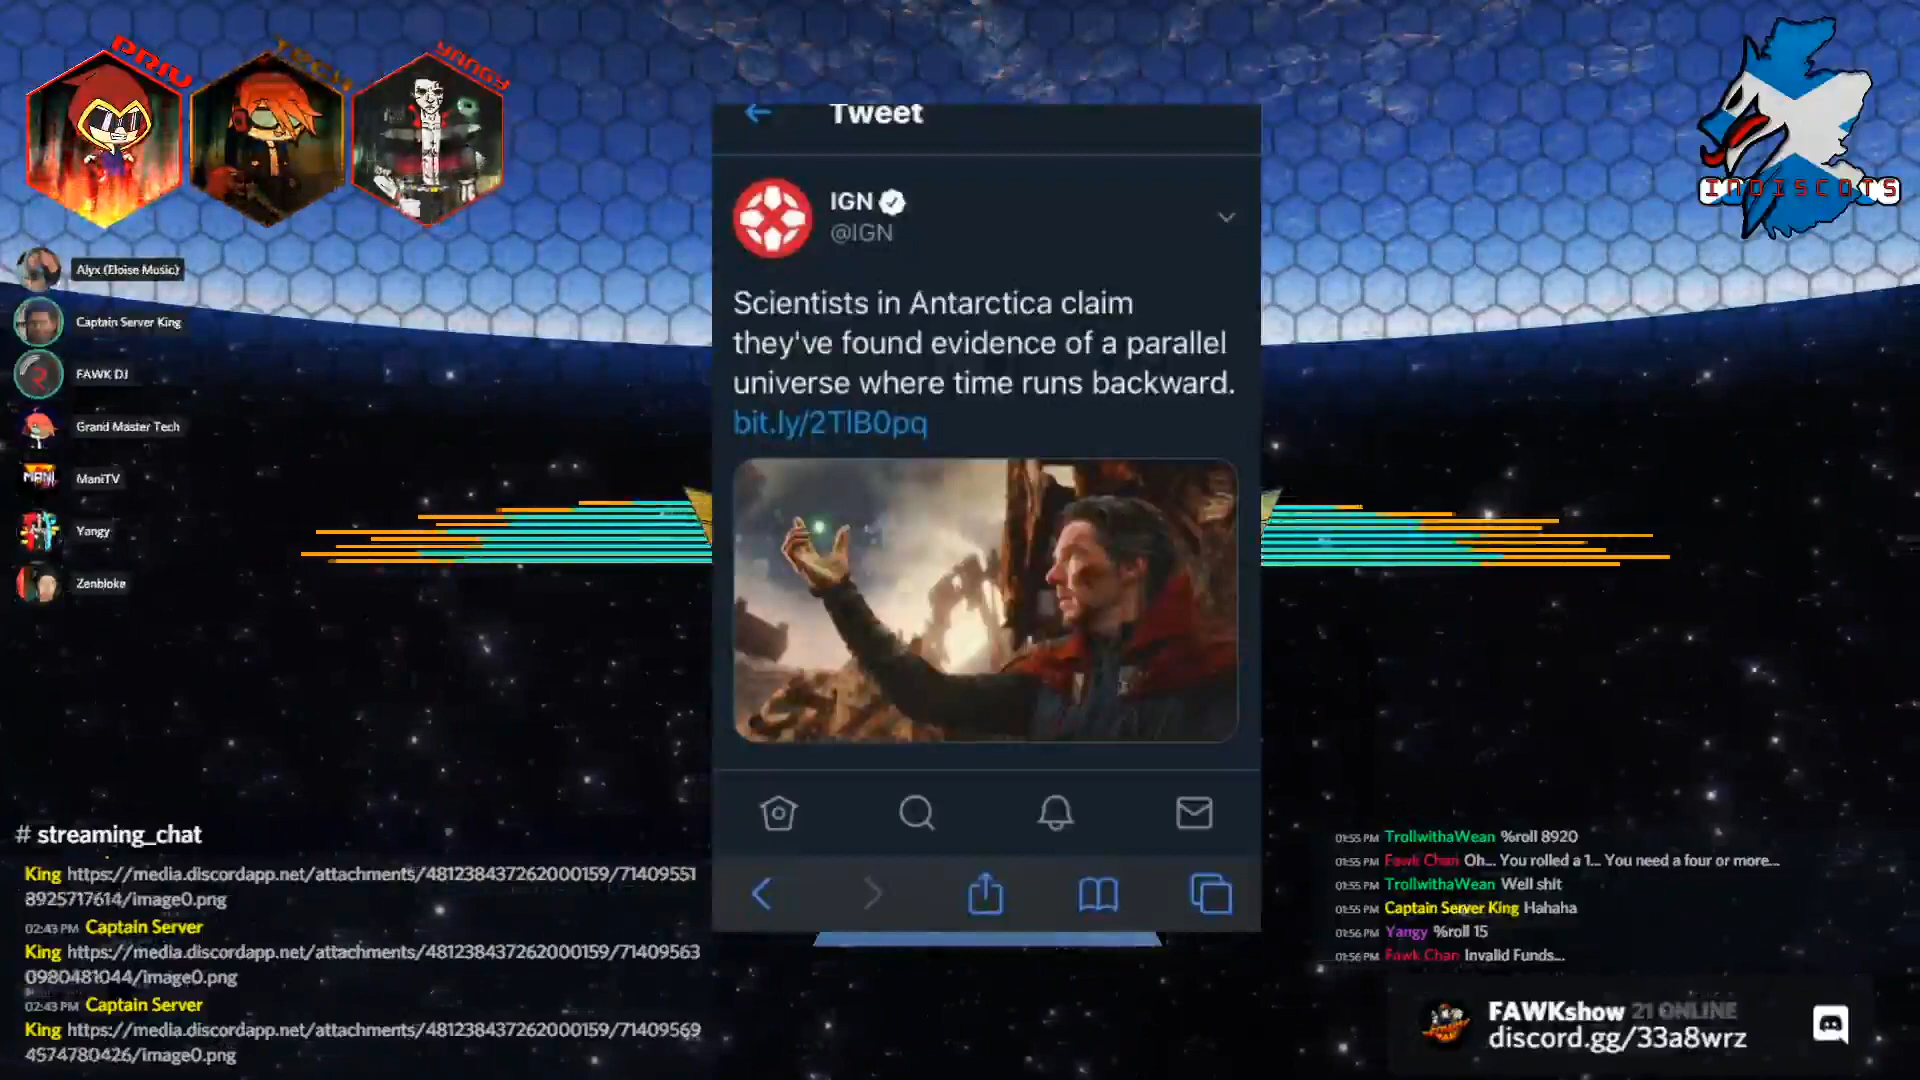 PRIU
TECH
YANGY
INDISCOTS
Alyx (Eloise Music)
Captain Server King
FAWK DJ
Grand Master Tech
MANI
ManiTV
Yangy
Zenbloke
Tweet
IGN
@IGN
Scientists in Antarctica claim
they've found evidence of a parallel
universe where time runs backward.
bit.ly/2TlB0pq
# streaming_chat
King https://media.discordapp.net/attachments/481238437262000159/71409551
8925717614/image0.png
02:43 PM Captain Server
King https://media.discordapp.net/attachments/481238437262000159/71409563
0980481044/image0.png
02:43 PM Captain Server
King https://media.discordapp.net/attachments/481238437262000159/71409569
4574780426/image0.png
01:55 PM TrollwithaWean %roll 8920
01:55 PM Fawk Chan Oh... You rolled a 1... You need a four or more...
01:55 PM TrollwithaWean Well shit
01:55 PM Captain Server King Hahaha
01:56 PM Yangy %roll 15
01:56 PM Fawk Chan Invalid Funds...
FAWKshow 21 ONLINE
discord.gg/33a8wrz